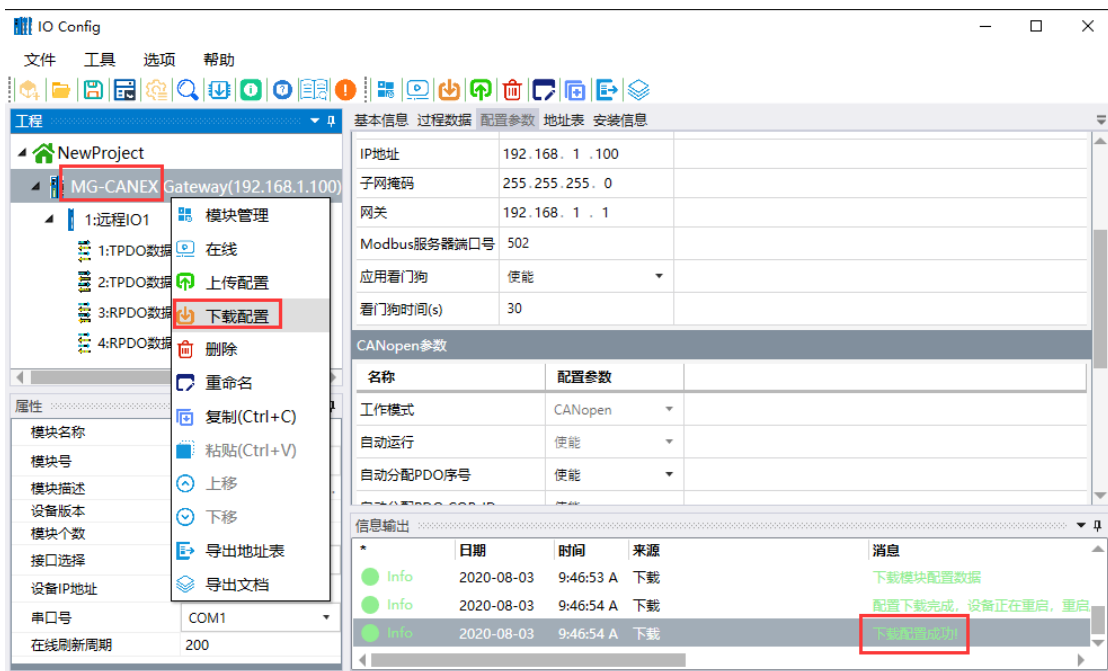 IO Config
文件 工具 选项 帮助
工程
NewProject
MG-CANEX Gateway(192.168.1.100)
1:远程IO1
1:TPDO数据
2:TPDO数据
3:RPDO数据
4:RPDO数据
模块管理
在线
上传配置
下载配置
删除
重命名
复制(Ctrl+C)
粘贴(Ctrl+V)
上移
下移
导出地址表
导出文档
属性
模块名称
模块号
模块描述
设备版本
模块个数
接口选择
设备IP地址
串口号 COM1
在线刷新周期 200
基本信息 过程数据 配置参数 地址表 安装信息
IP地址 192.168. 1 .100
子网掩码 255.255.255. 0
网关 192.168. 1 . 1
Modbus服务器端口号 502
应用看门狗 使能
看门狗时间(s) 30
CANopen参数
名称 配置参数
工作模式 CANopen
自动运行 使能
自动分配PDO序号 使能
信息输出
* 日期 时间 来源 消息
Info 2020-08-03 9:46:53 A 下载 下载模块配置数据
Info 2020-08-03 9:46:54 A 下载 配置下载完成，设备正在重启，重启
Info 2020-08-03 9:46:54 A 下载 下载配置成功!